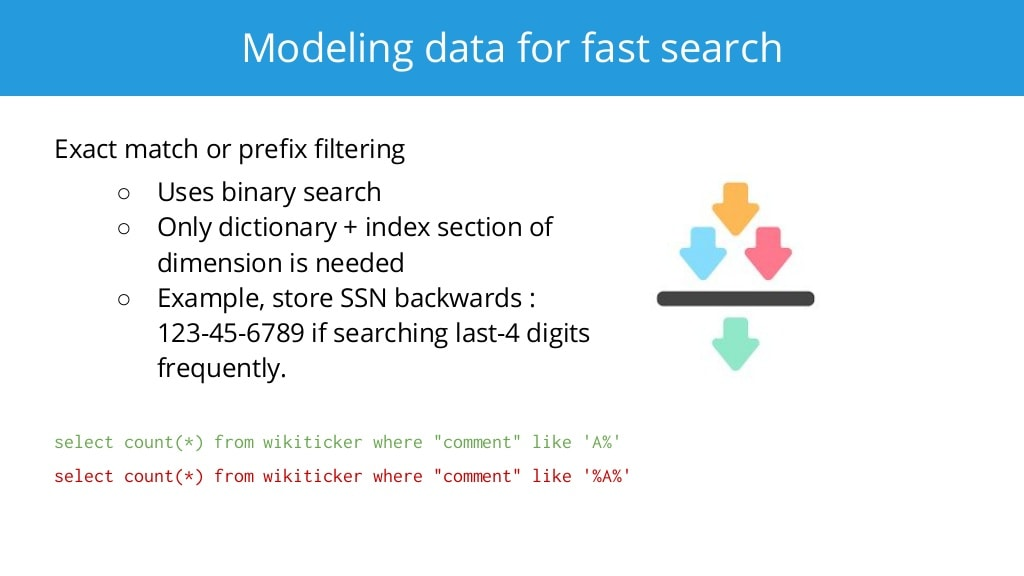 Modeling data for fast search
Exact match or prefix filtering
○ Uses binary search
○ Only dictionary + index section of
dimension is needed
○ Example, store SSN backwards :
123-45-6789 if searching last-4 digits
frequently.
select count(*) from wikiticker where "comment" like 'A%'
select count(*) from wikiticker where "comment" like '%A%'